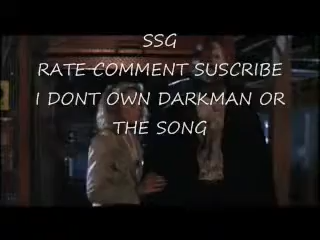 SSG
RATE COMMENT SUSCRIBE
I DONT OWN DARKMAN OR
THE SONG